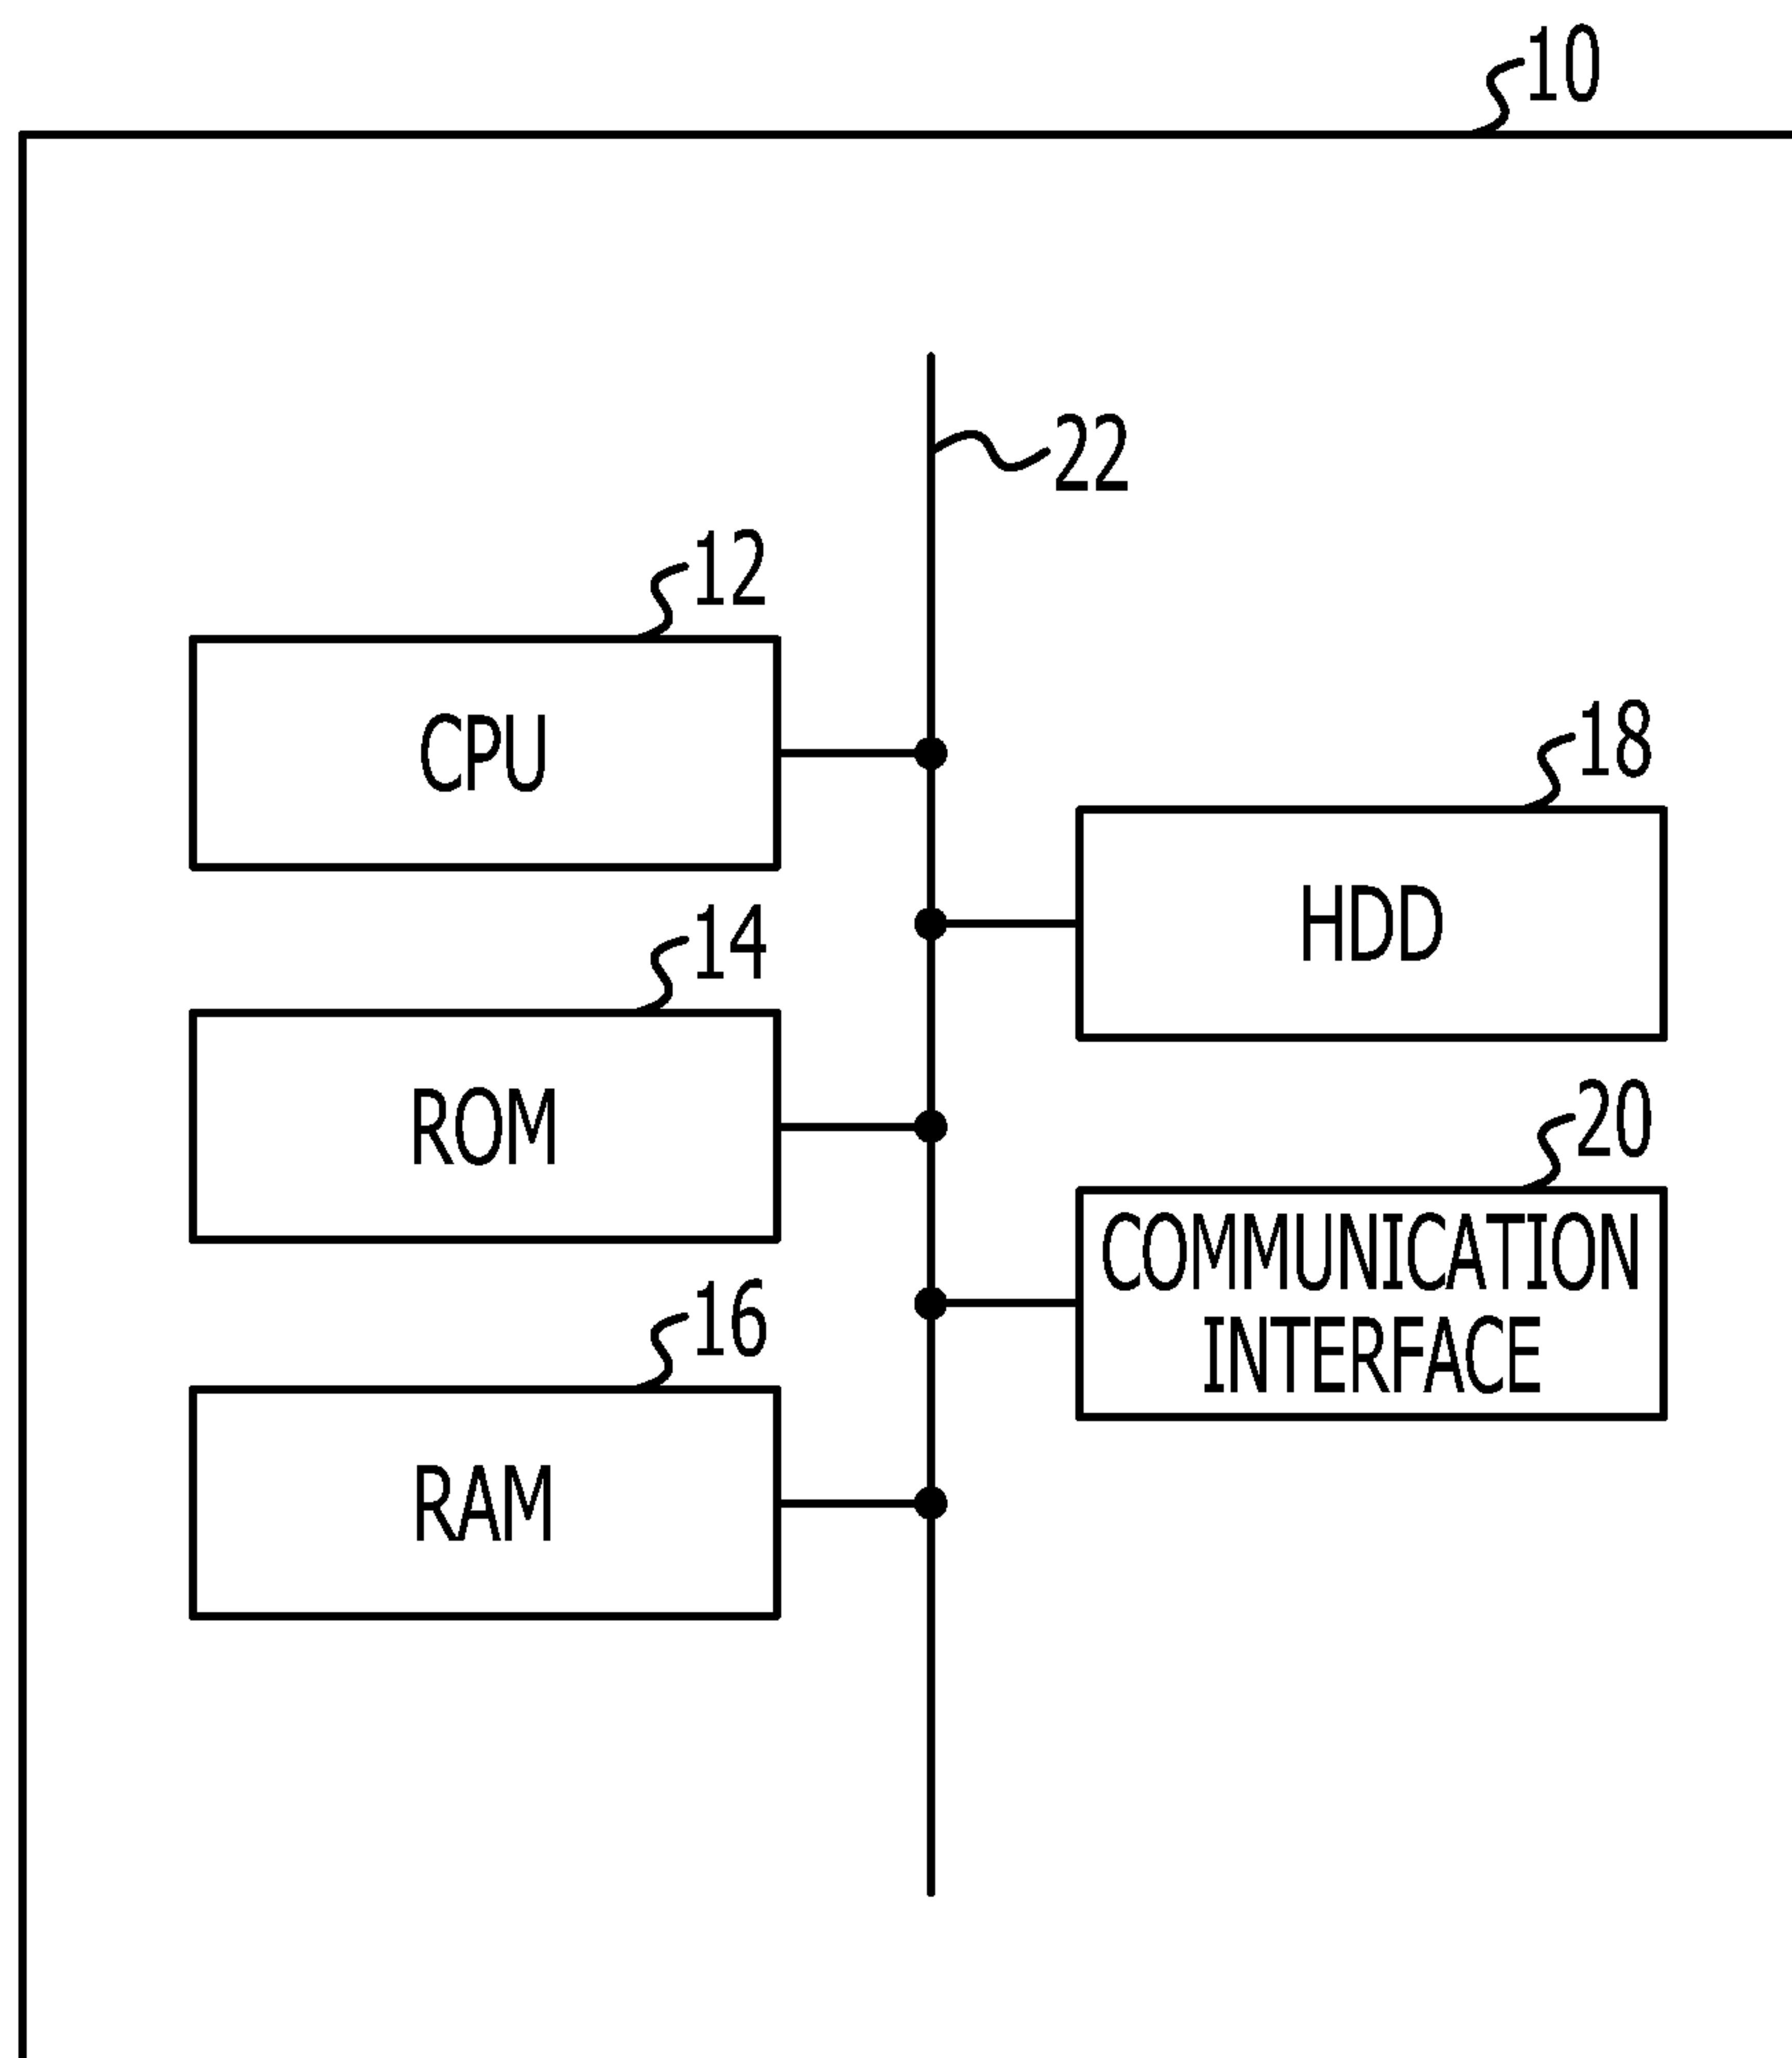 10
22
12
CPU
18
HDD
14
ROM
20
COMMUNICATION
INTERFACE
16
RAM